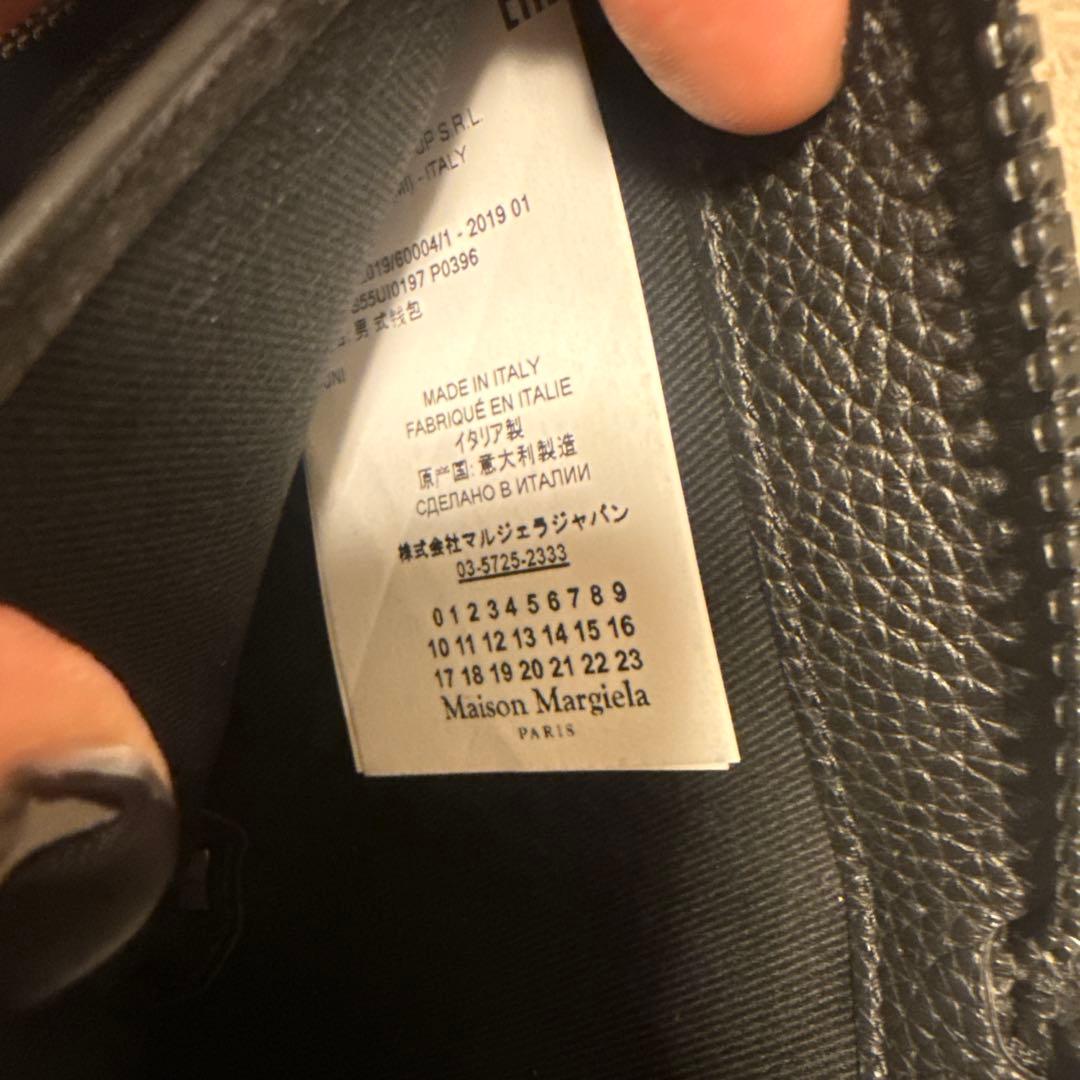 S.R.L.
- ITALY
019/60004/1 - 2019 01
S55UI0197 P0396
男式钱包
UNI
MADE IN ITALY
FABRIQUÉ EN ITALIE
イタリア製
原产国: 意大利製造
СДЕЛАНО В ИТАЛИИ
株式会社マルジェラジャパン
03-5725-2333
0 1 2 3 4 5 6 7 8 9
10 11 12 13 14 15 16
17 18 19 20 21 22 23
Maison Margiela
PARIS